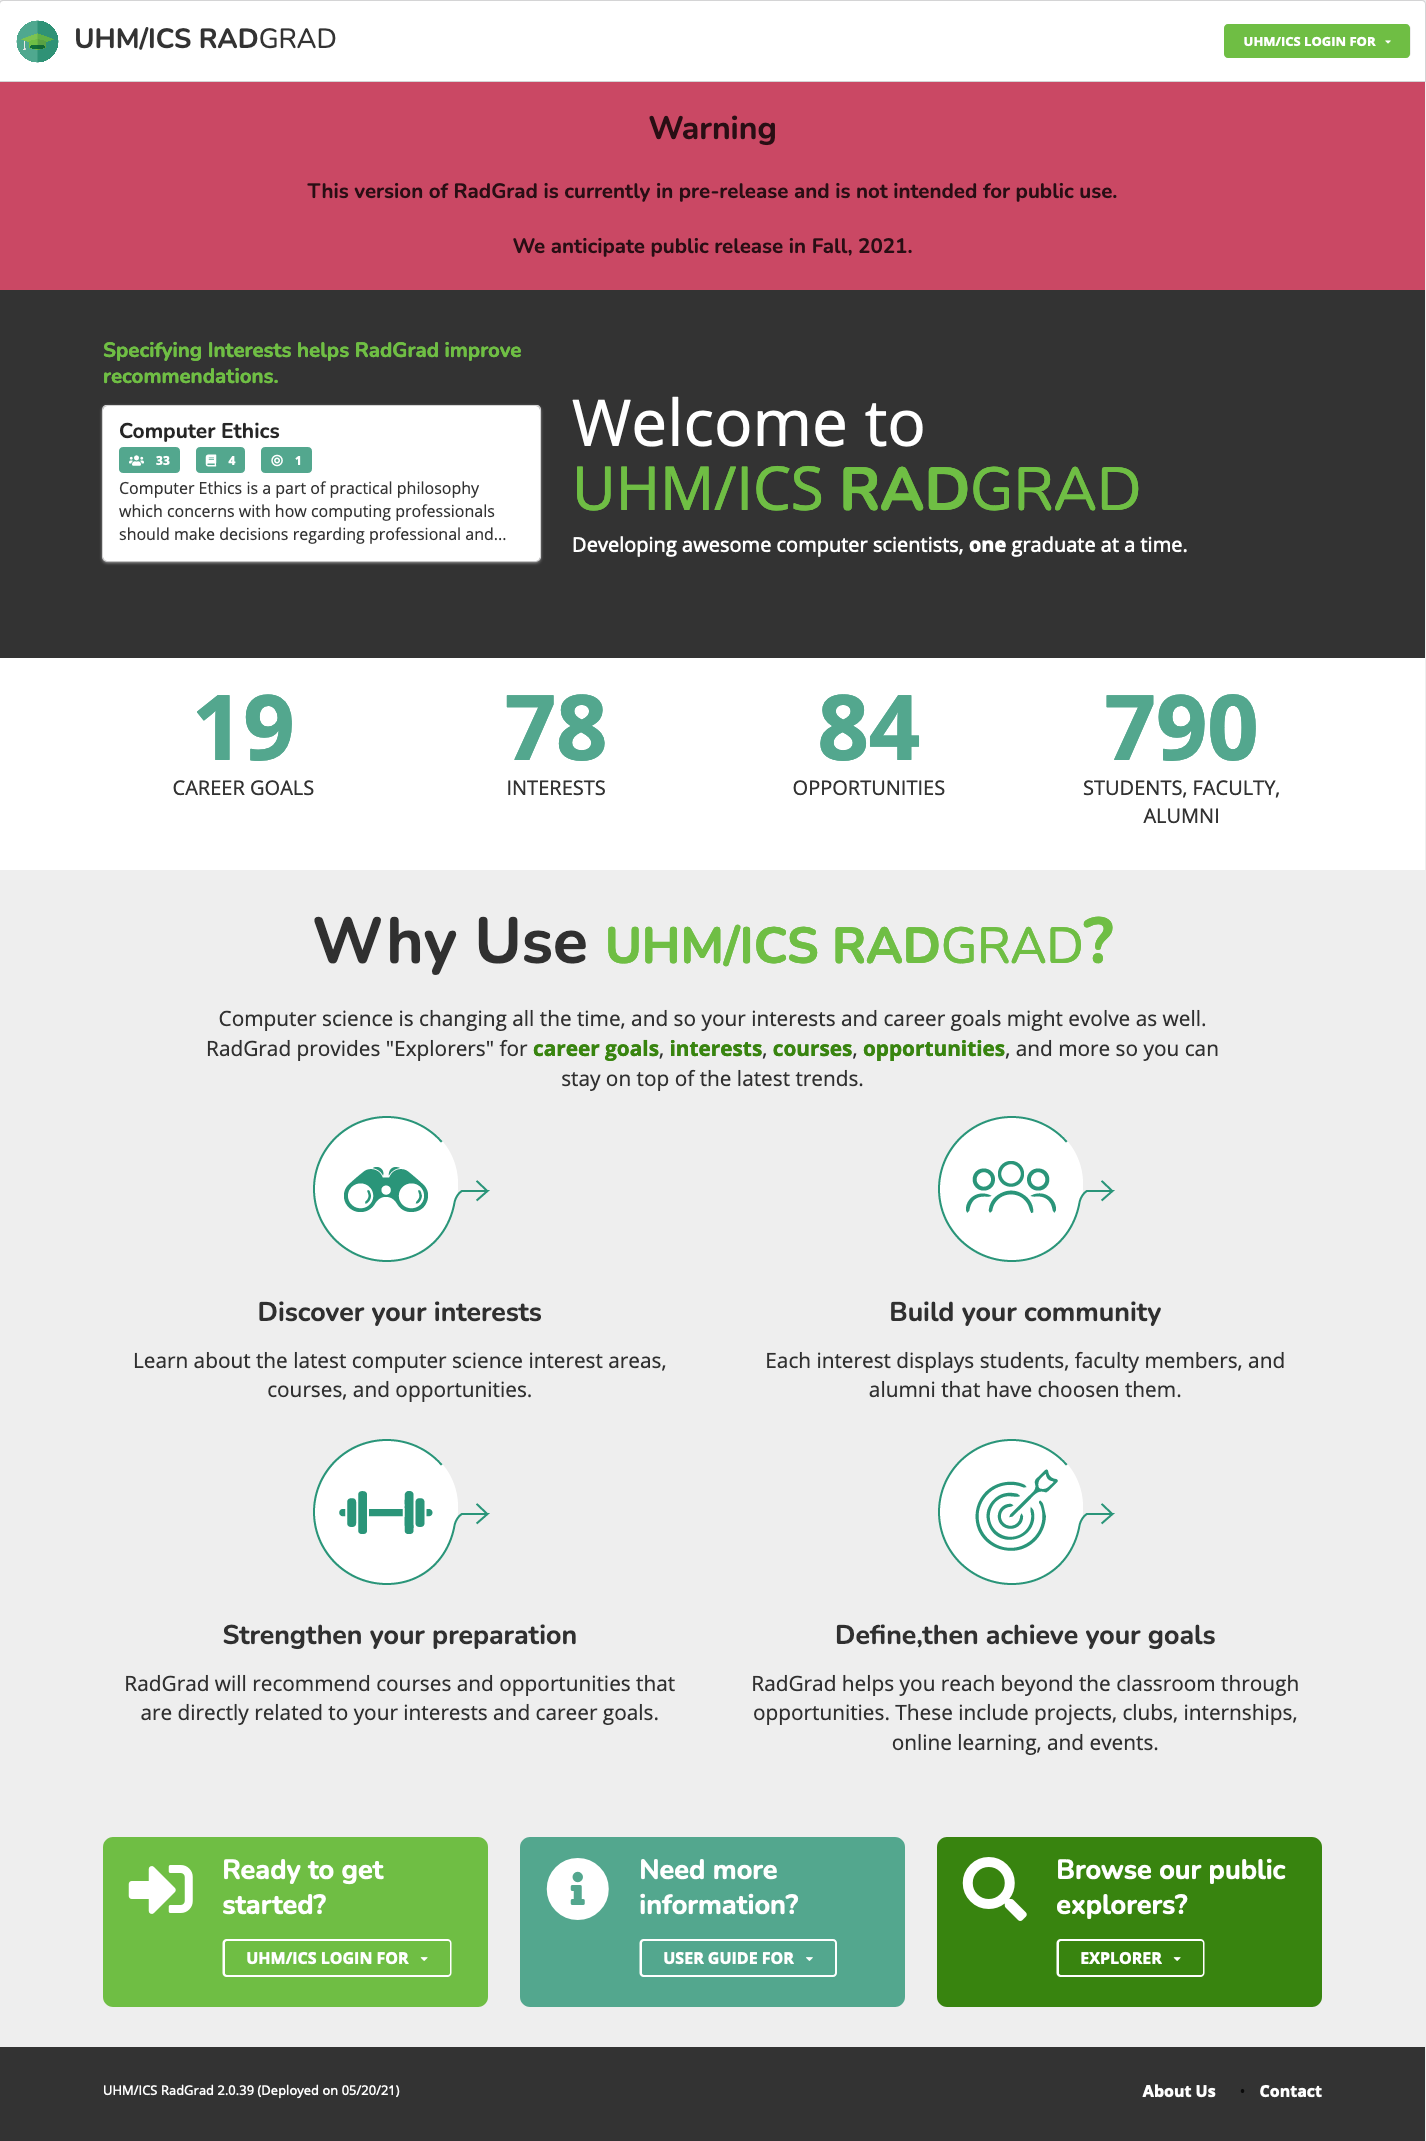 UHM/ICS RADGRAD
UHM/ICS LOGIN FOR
Warning
This version of RadGrad is currently in pre-release and is not intended for public use.
We anticipate public release in Fall, 2021.
Specifying Interests helps RadGrad improve
recommendations.
Computer Ethics
33 4 1
Computer Ethics is a part of practical philosophy
which concerns with how computing professionals
should make decisions regarding professional and...
Welcome to
UHM/ICS RADGRAD
Developing awesome computer scientists, one graduate at a time.
19
CAREER GOALS
78
INTERESTS
84
OPPORTUNITIES
790
STUDENTS, FACULTY,
ALUMNI
Why Use UHM/ICS RADGRAD?
Computer science is changing all the time, and so your interests and career goals might evolve as well.
RadGrad provides "Explorers" for career goals, interests, courses, opportunities, and more so you can
stay on top of the latest trends.
Discover your interests
Learn about the latest computer science interest areas,
courses, and opportunities.
Build your community
Each interest displays students, faculty members, and
alumni that have choosen them.
Strengthen your preparation
RadGrad will recommend courses and opportunities that
are directly related to your interests and career goals.
Define,then achieve your goals
RadGrad helps you reach beyond the classroom through
opportunities. These include projects, clubs, internships,
online learning, and events.
Ready to get
started?
UHM/ICS LOGIN FOR
Need more
information?
USER GUIDE FOR
Browse our public
explorers?
EXPLORER
UHM/ICS RadGrad 2.0.39 (Deployed on 05/20/21)
About Us • Contact